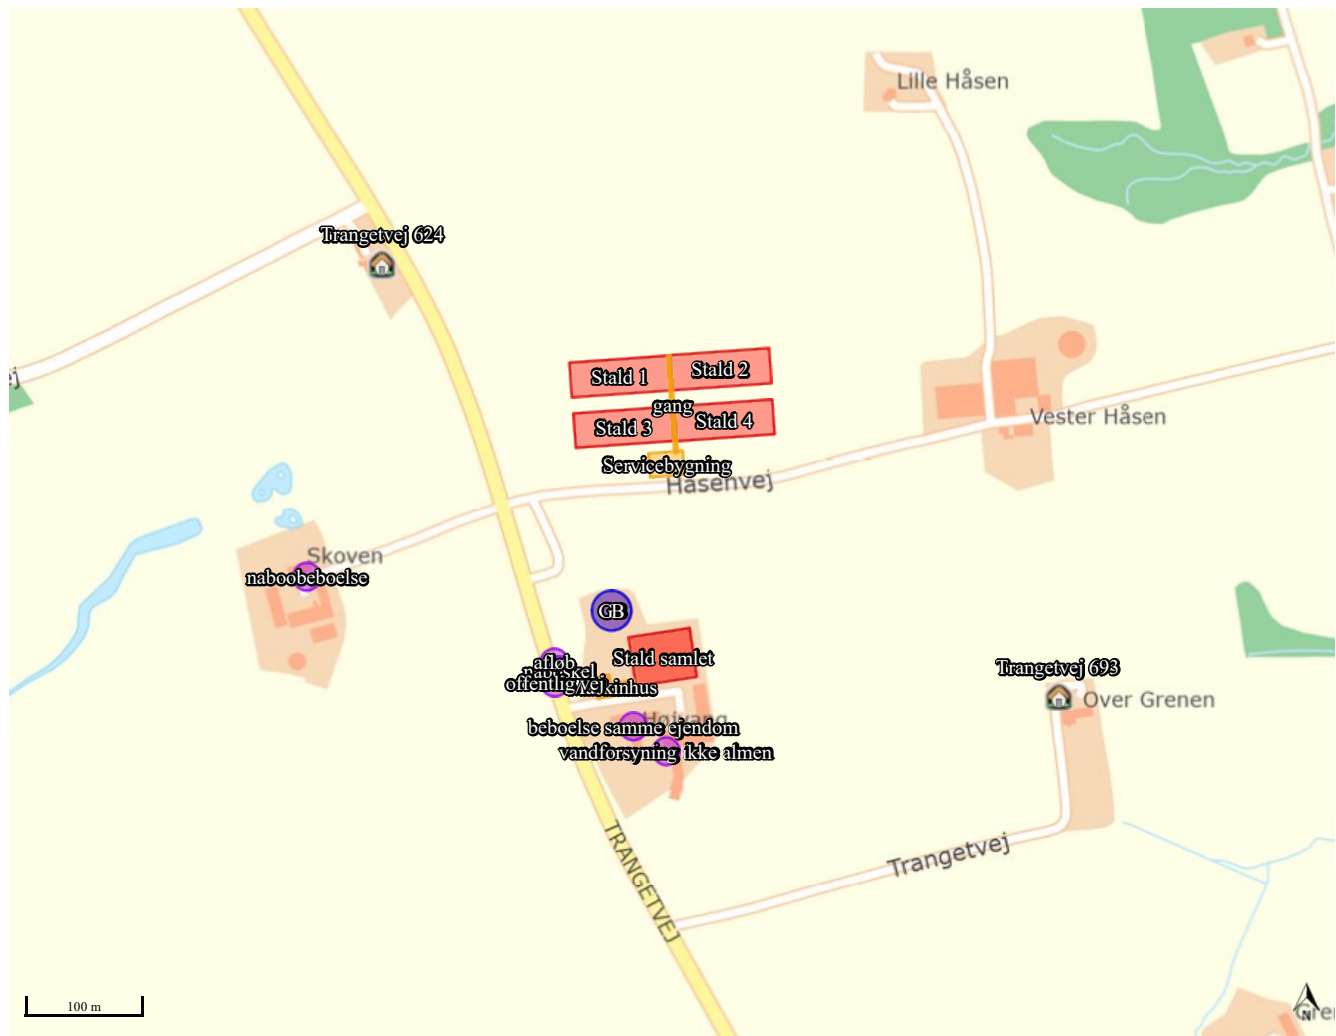 Lille Håsen
Trangetvej 624
Stald 1
Stald 2
gang
Stald 3
Stald 4
Vester Håsen
Servicebygning
Håsenvej
Skoven
naboobeboelse
GB
Stald samlet
afløb
naboskel
offentlig vej
Højvang
beboelse samme ejendom
vandforsyning ikke almen
Trangetvej 693
Over Grenen
TRANGETVEJ
Trangetvej
100 m
N